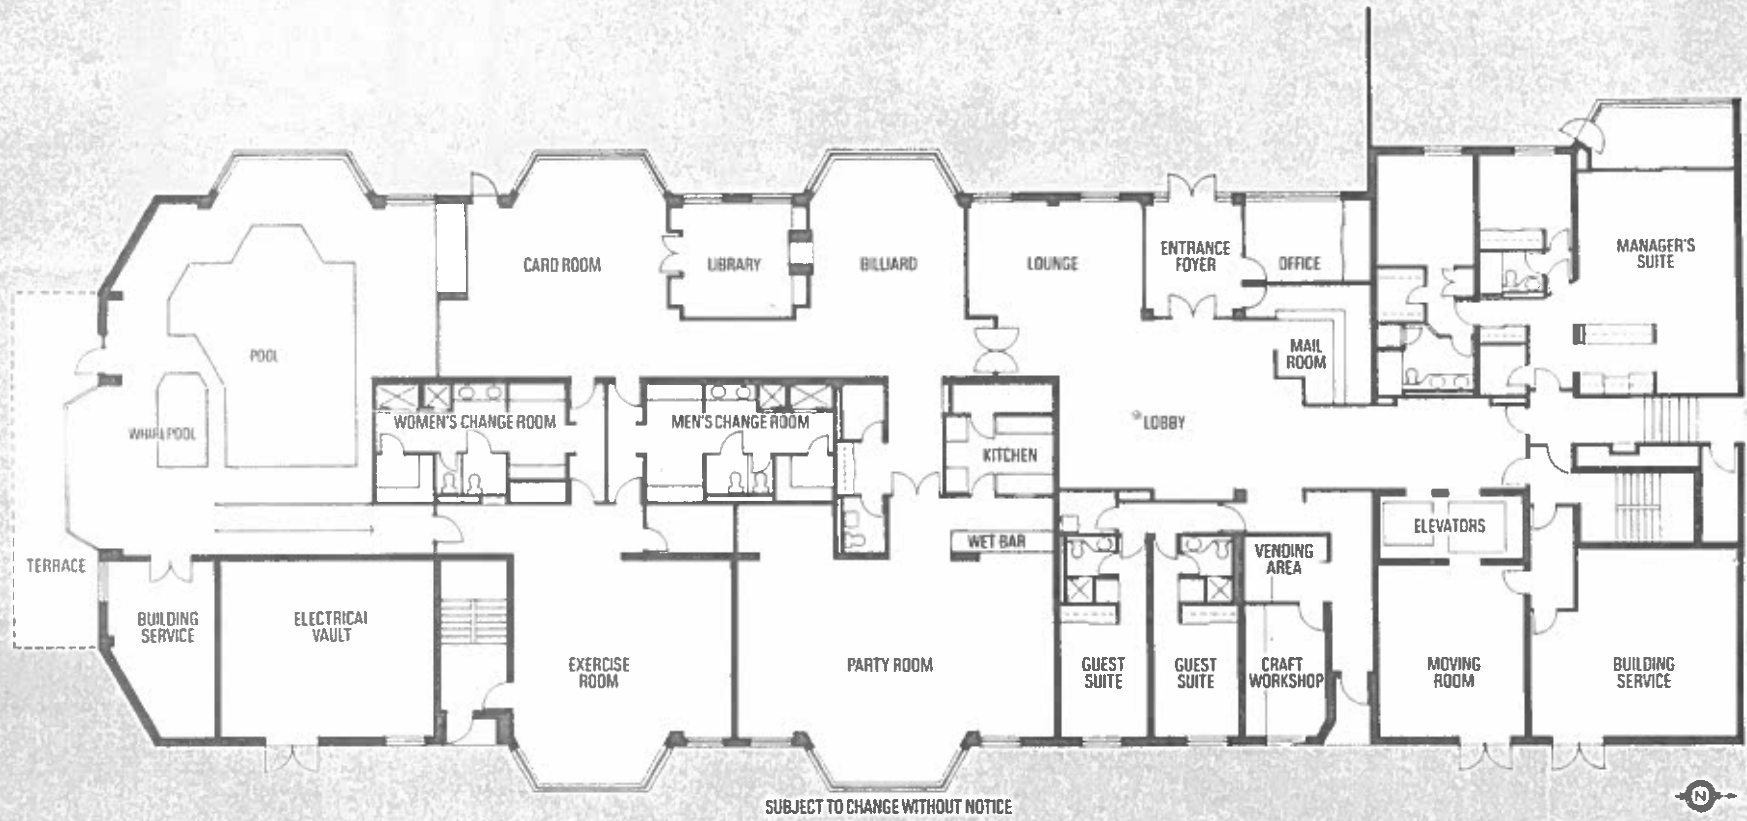 CARD ROOM
LIBRARY
BILLIARD
LOUNGE
ENTRANCE
FOYER
OFFICE
MANAGER'S
SUITE
POOL
MAIL
ROOM
WHIRLPOOL
WOMEN'S CHANGE ROOM
MEN'S CHANGE ROOM
KITCHEN
LOBBY
TERRACE
WET BAR
VENDING
AREA
ELEVATORS
BUILDING
SERVICE
ELECTRICAL
VAULT
EXERCISE
ROOM
PARTY ROOM
GUEST
SUITE
GUEST
SUITE
CRAFT
WORKSHOP
MOVING
ROOM
BUILDING
SERVICE
SUBJECT TO CHANGE WITHOUT NOTICE
N